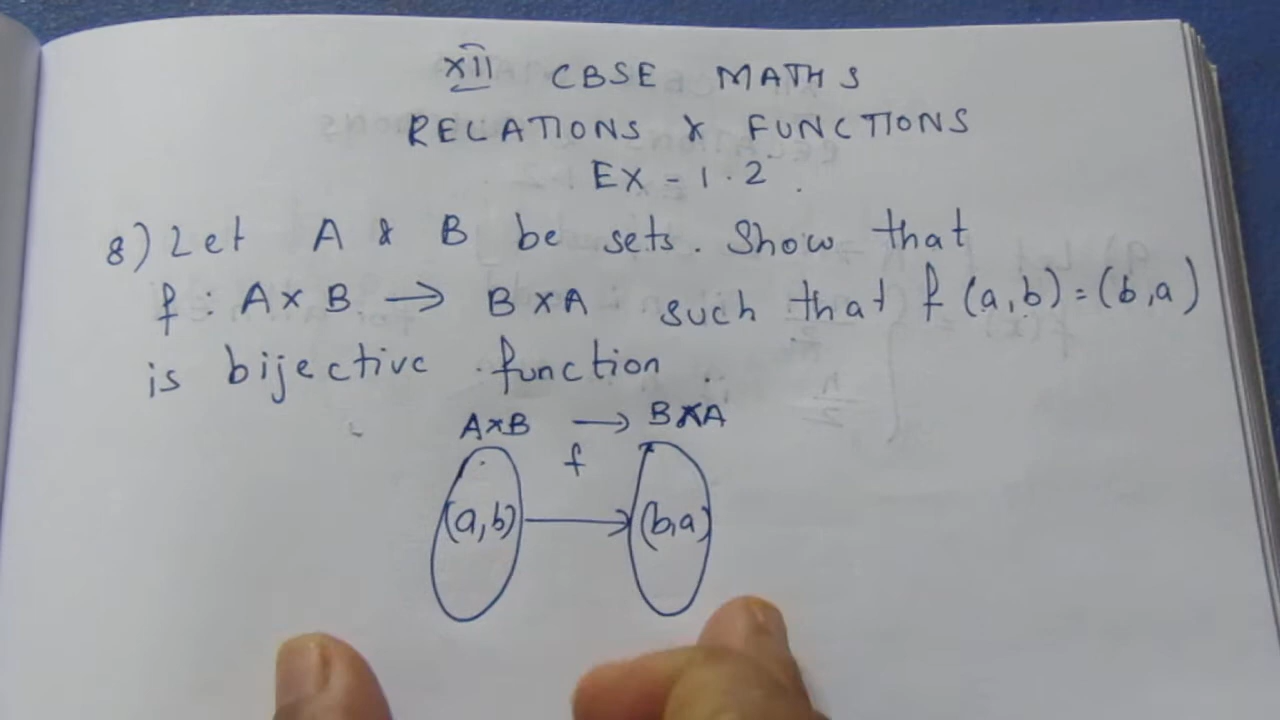 XII CBSE MATHS
RELATIONS & FUNCTIONS
EX - 1.2.
8) Let A & B be sets. Show that
f : A×B → B×A such that f(a,b)=(b,a)
is bijective function.
A×B → B×A
f
(a,b) → (b,a)